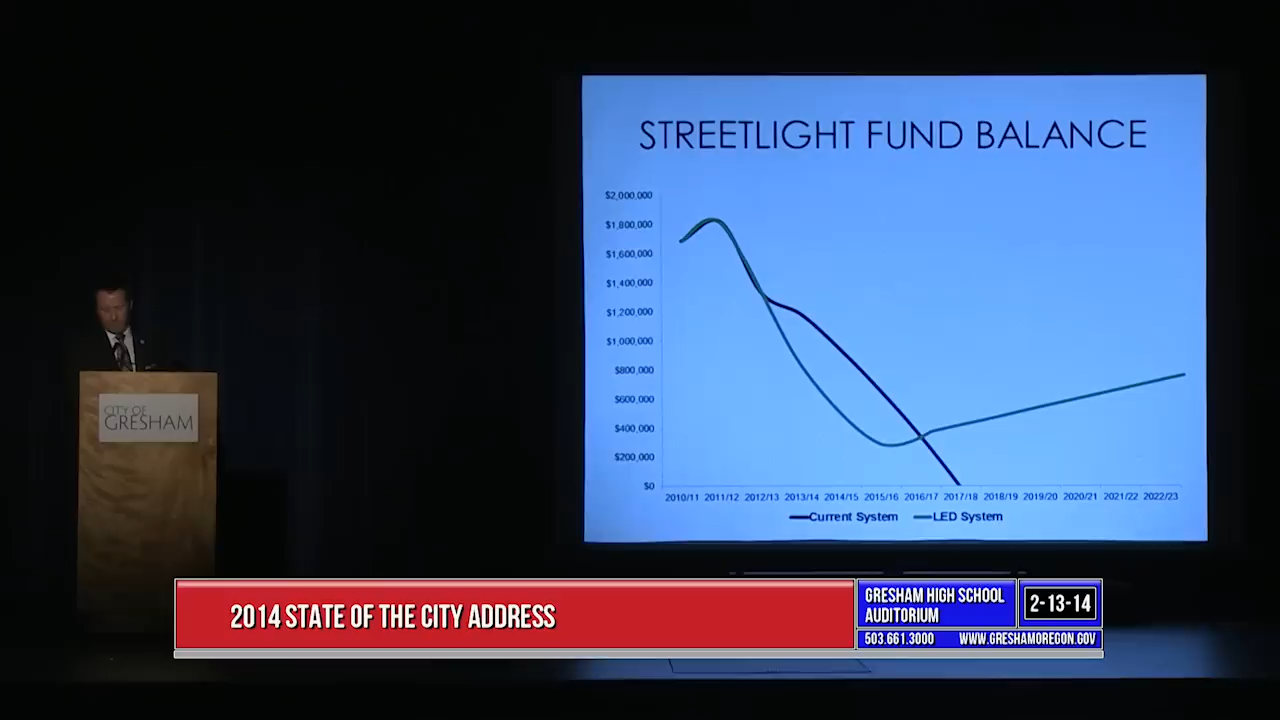 STREETLIGHT FUND BALANCE
$2,000,000
$1,800,000
$1,600,000
$1,400,000
$1,200,000
$1,000,000
$800,000
$600,000
$400,000
$200,000
$0
2010/11 2011/12 2012/13 2013/14 2014/15 2015/16 2016/17 2017/18 2018/19 2019/20 2020/21 2021/22 2022/23
Current System LED System
CITY OF
GRESHAM
2014 STATE OF THE CITY ADDRESS
GRESHAM HIGH SCHOOL
AUDITORIUM
2-13-14
503.661.3000 WWW.GRESHAMOREGON.GOV